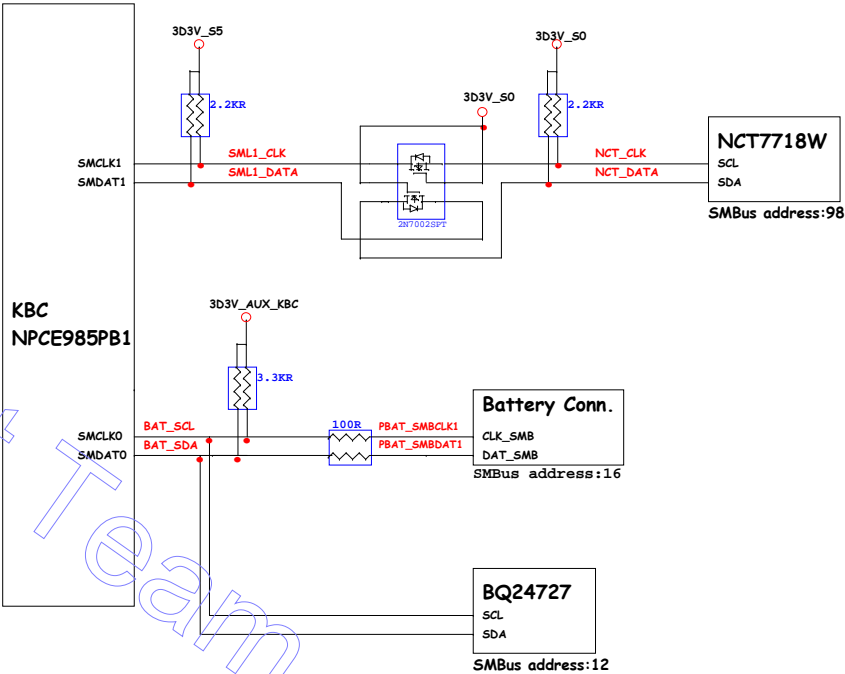 3D3V_S5
3D3V_S0
3D3V_S0
2.2KR
2.2KR
NCT7718W
SMCLK1
SML1_CLK
NCT_CLK
SCL
SMDAT1
SML1_DATA
NCT_DATA
SDA
2N7002SPT
SMBus address:98
KBC
NPCE985PB1
3D3V_AUX_KBC
3.3KR
Battery Conn.
SMCLK0
BAT_SCL
100R
PBAT_SMBCLK1
CLK_SMB
SMDAT0
BAT_SDA
PBAT_SMBDAT1
DAT_SMB
SMBus address:16
Team
BQ24727
SCL
SDA
SMBus address:12